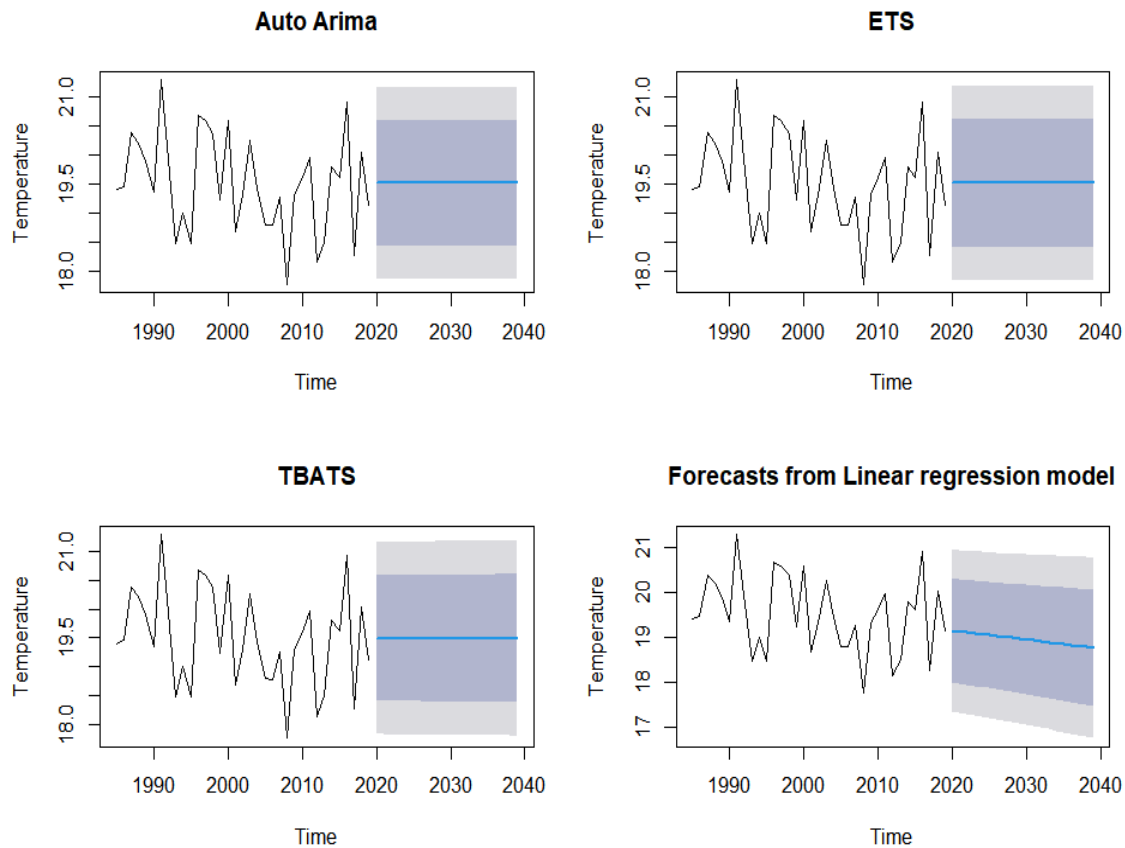 Auto Arima
Temperature
21.0
19.5
18.0
1990 2000 2010 2020 2030 2040
Time
ETS
Temperature
21.0
19.5
18.0
1990 2000 2010 2020 2030 2040
Time
TBATS
Temperature
21.0
19.5
18.0
1990 2000 2010 2020 2030 2040
Time
Forecasts from Linear regression model
Temperature
21
20
19
18
17
1990 2000 2010 2020 2030 2040
Time